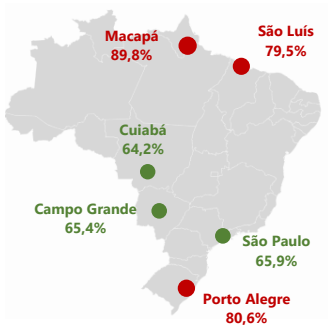 Macapá
89,8%
São Luís
79,5%
Cuiabá
64,2%
Campo Grande
65,4%
São Paulo
65,9%
Porto Alegre
80,6%